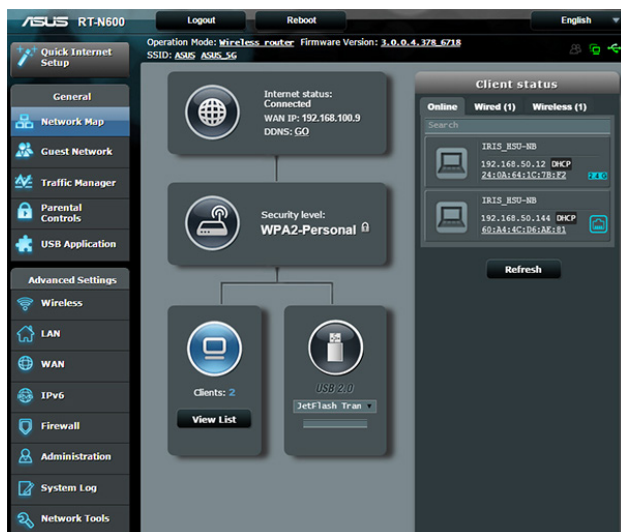 ASUS RT-N600
Logout
Reboot
English
Quick Internet
Setup
Operation Mode: Wireless router Firmware Version: 3.0.0.4.378_6718
SSID: ASUS ASUS_5G
General
Network Map
Guest Network
Traffic Manager
Parental
Controls
USB Application
Advanced Settings
Wireless
LAN
WAN
IPv6
Firewall
Administration
System Log
Network Tools
Internet status:
Connected
WAN IP: 192.168.100.9
DDNS: GO
Security level:
WPA2-Personal
Clients: 2
View List
USB 2.0
JetFlash Tran
Client status
Online Wired (1) Wireless (1)
Search
IRIS_HSU-NB
192.168.50.12 DHCP
24:0A:64:1C:7B:F2
2.4G
IRIS_HSU-NB
192.168.50.144 DHCP
60:A4:4C:D6:AK:81
Refresh